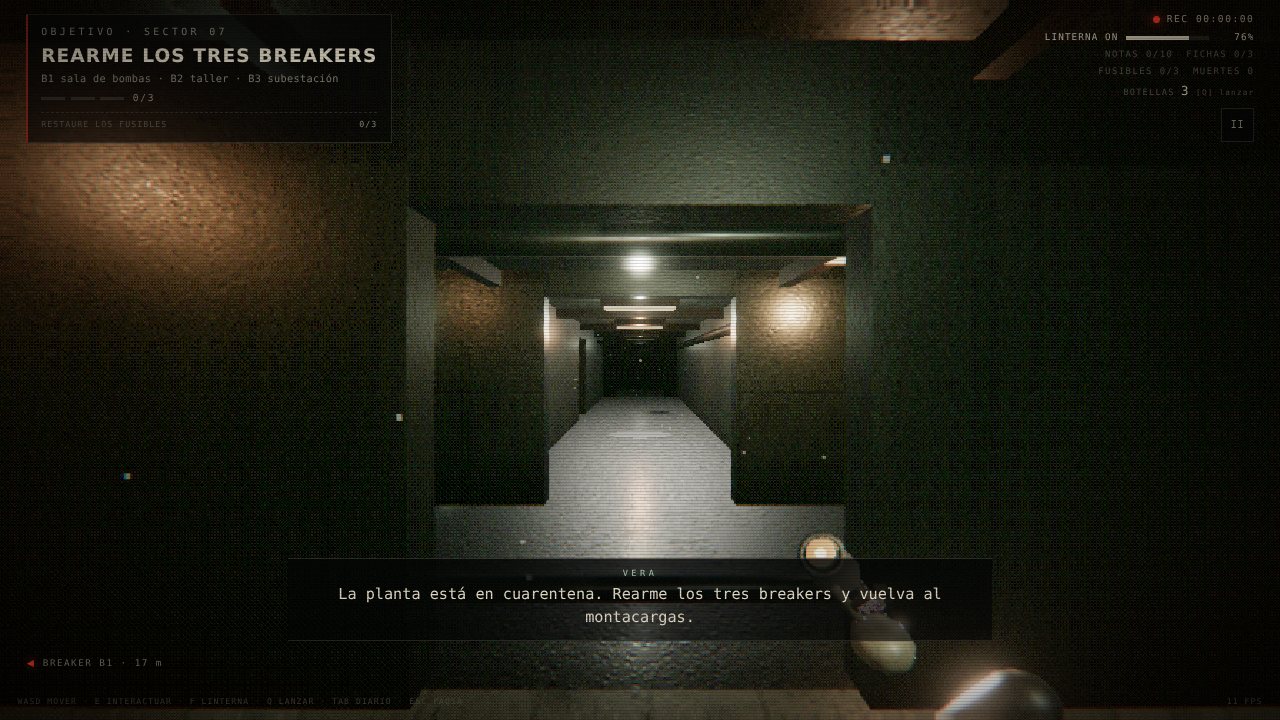 OBJETIVO · SECTOR 07
REARME LOS TRES BREAKERS
B1 sala de bombas · B2 taller · B3 subestación
0/3
RESTAURE LOS FUSIBLES 0/3
REC 00:00:00
LINTERNA ON 76%
NOTAS 0/10 FICHAS 0/3
FUSIBLES 0/3 MUERTES 0
BOTELLAS 3 [Q] lanzar
II
VERA
La planta está en cuarentena. Rearme los tres breakers y vuelva al
montacargas.
BREAKER B1 · 17 m
WASD MOVER · E INTERACTUAR · F LINTERNA LANZAR · TAB DIARIO ES
11 FPS